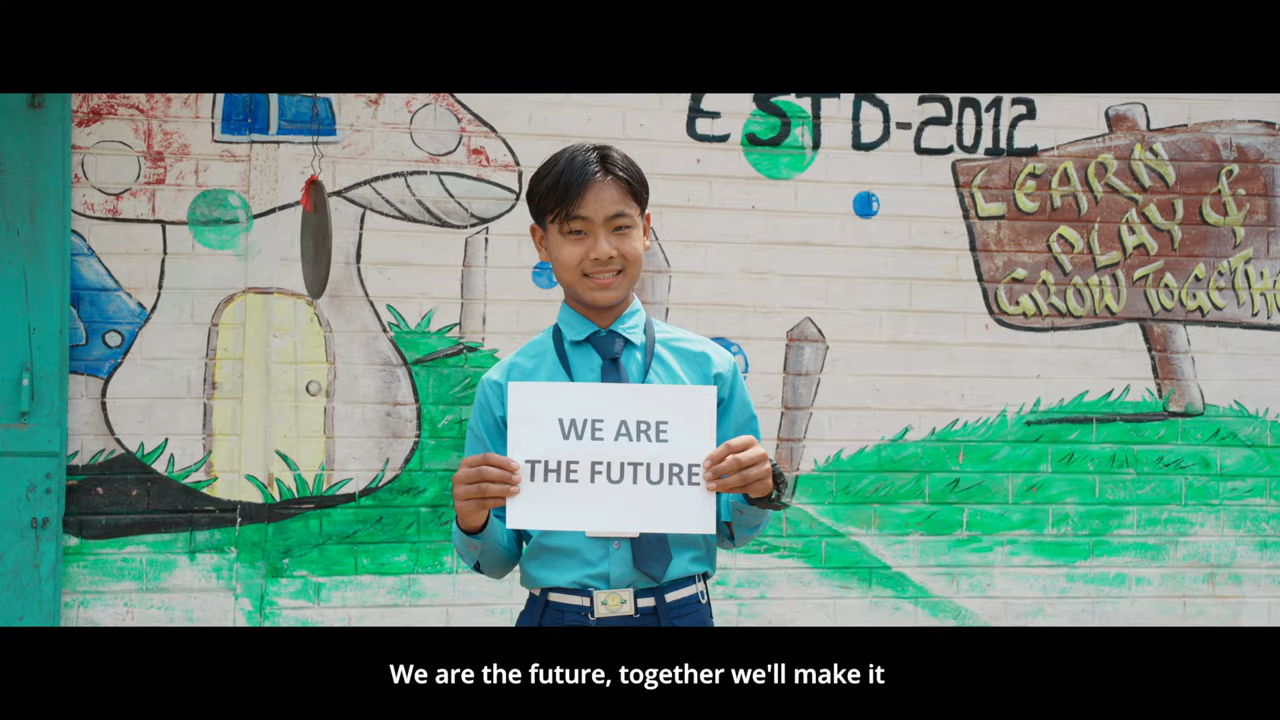 ESTD-2012
LEARN
PLAY &
GROW TOGETHE
WE ARE
THE FUTURE
We are the future, together we'll make it